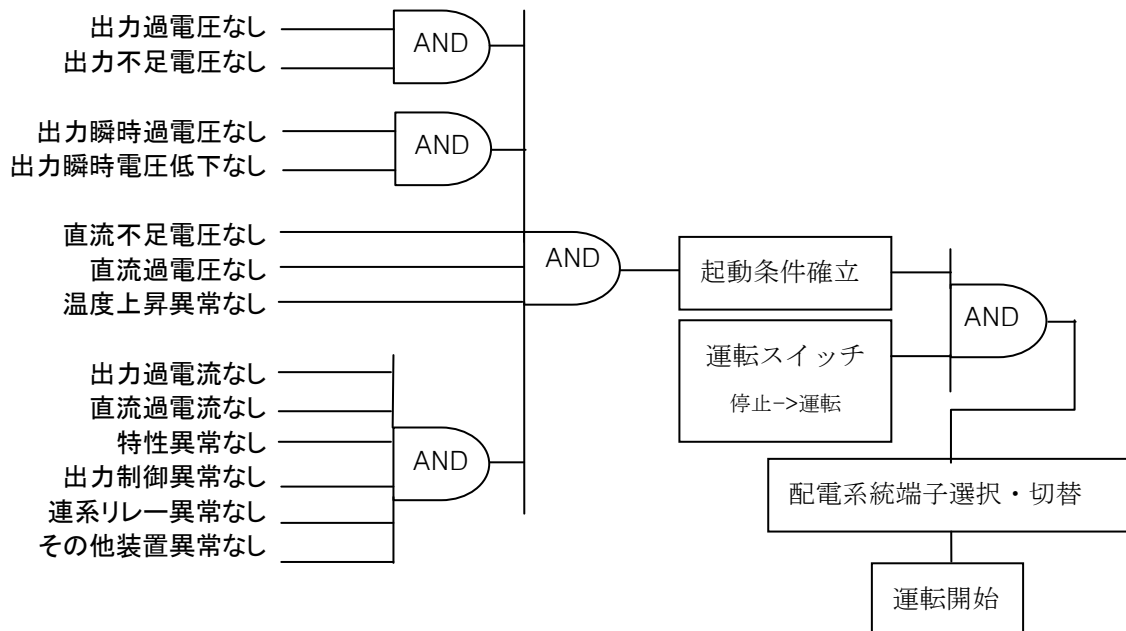 出力過電圧なし
出力不足電圧なし
AND
出力瞬時過電圧なし
出力瞬時電圧低下なし
AND
直流不足電圧なし
直流過電圧なし
温度上昇異常なし
AND
出力過電流なし
直流過電流なし
特性異常なし
出力制御異常なし
連系リレー異常なし
その他装置異常なし
AND
起動条件確立
運転スイッチ
停止->運転
AND
配電系統端子選択・切替
運転開始